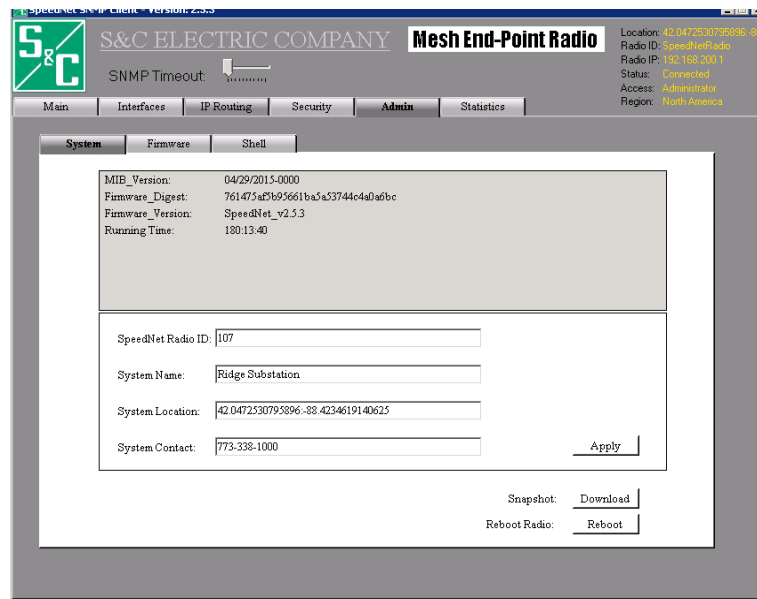 SpeedNet SNMP Client - Version: 2.5.3
S&C
S&C ELECTRIC COMPANY
Mesh End-Point Radio
SNMP Timeout:
Location: 42.0472530795896:-8
Radio ID: SpeedNetRadio
Radio IP: 192.168.200.1
Status: Connected
Access: Administrator
Region: North America
Main Interfaces IP Routing Security Admin Statistics
System Firmware Shell
MIB_Version: 04/29/2015-0000
Firmware_Digest: 761475af5b95661ba5a53744c4a0a6bc
Firmware_Version: SpeedNet_v2.5.3
Running Time: 180:13:40
SpeedNet Radio ID: 107
System Name: Ridge Substation
System Location: 42.0472530795896:-88.4234619140625
System Contact: 773-338-1000
Apply
Snapshot: Download
Reboot Radio: Reboot